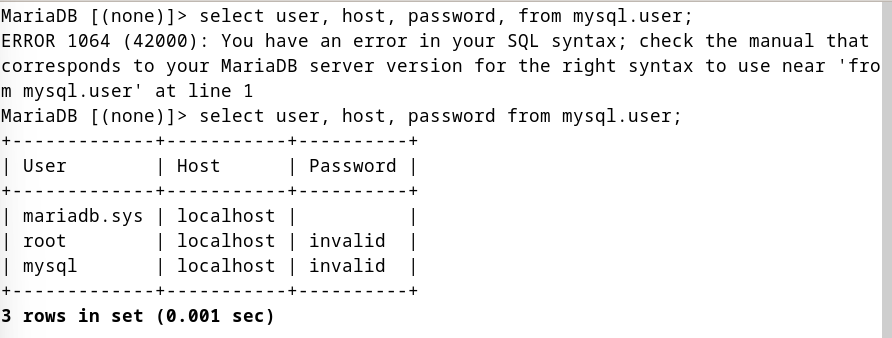 MariaDB [(none)]> select user, host, password, from mysql.user;
ERROR 1064 (42000): You have an error in your SQL syntax; check the manual that
corresponds to your MariaDB server version for the right syntax to use near 'fro
m mysql.user' at line 1
MariaDB [(none)]> select user, host, password from mysql.user;
+-------------+-----------+----------+
| User        | Host      | Password |
+-------------+-----------+----------+
| mariadb.sys | localhost |          |
| root        | localhost | invalid  |
| mysql       | localhost | invalid  |
+-------------+-----------+----------+
3 rows in set (0.001 sec)